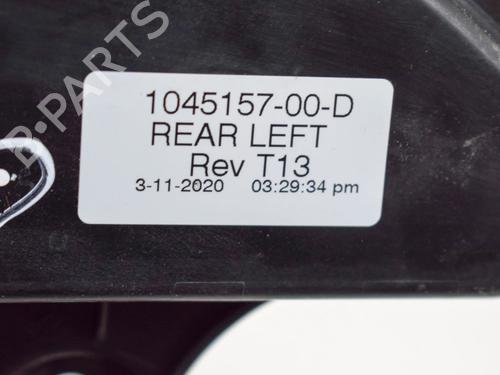 1045157-00-D
REAR LEFT
Rev T13
3-11-2020 03:29:34 pm
B-PARTS